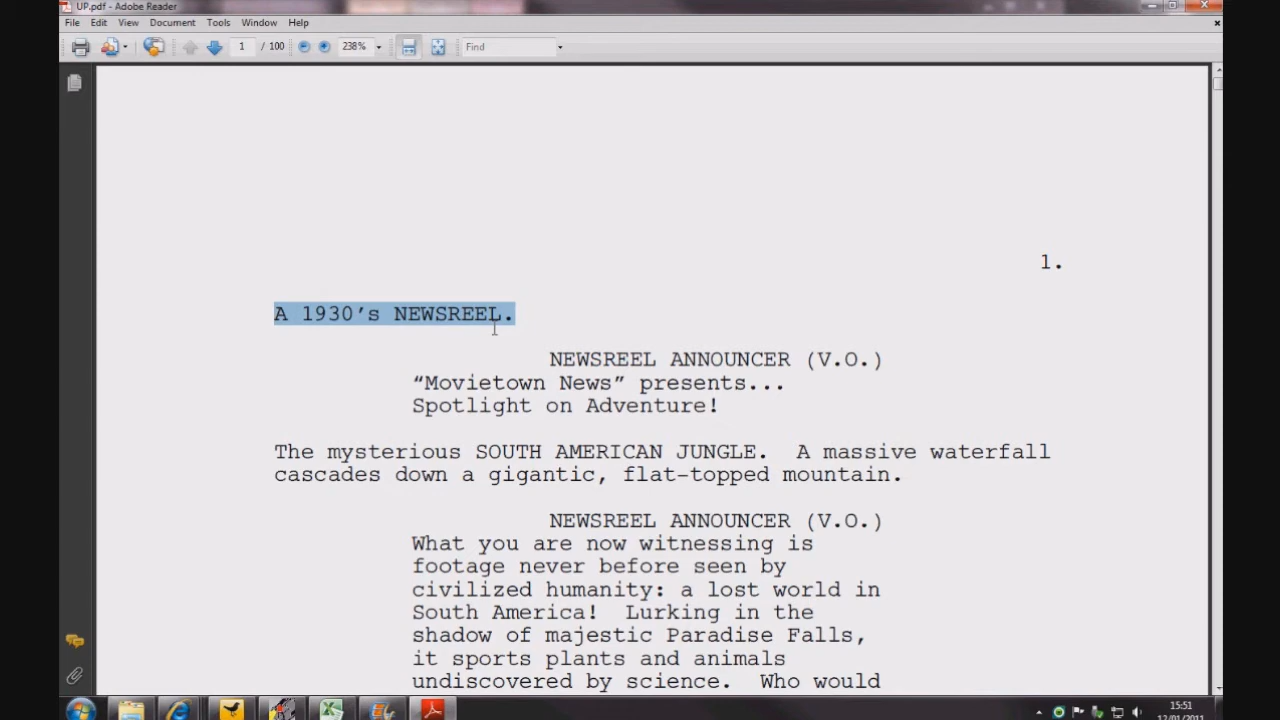 UP.pdf - Adobe Reader
File Edit View Document Tools Window Help
1 / 100 238% Find
1.
A 1930’s NEWSREEL.
NEWSREEL ANNOUNCER (V.O.)
“Movietown News” presents...
Spotlight on Adventure!
The mysterious SOUTH AMERICAN JUNGLE. A massive waterfall
cascades down a gigantic, flat-topped mountain.
NEWSREEL ANNOUNCER (V.O.)
What you are now witnessing is
footage never before seen by
civilized humanity: a lost world in
South America! Lurking in the
shadow of majestic Paradise Falls,
it sports plants and animals
undiscovered by science. Who would
15:51
12/01/2011